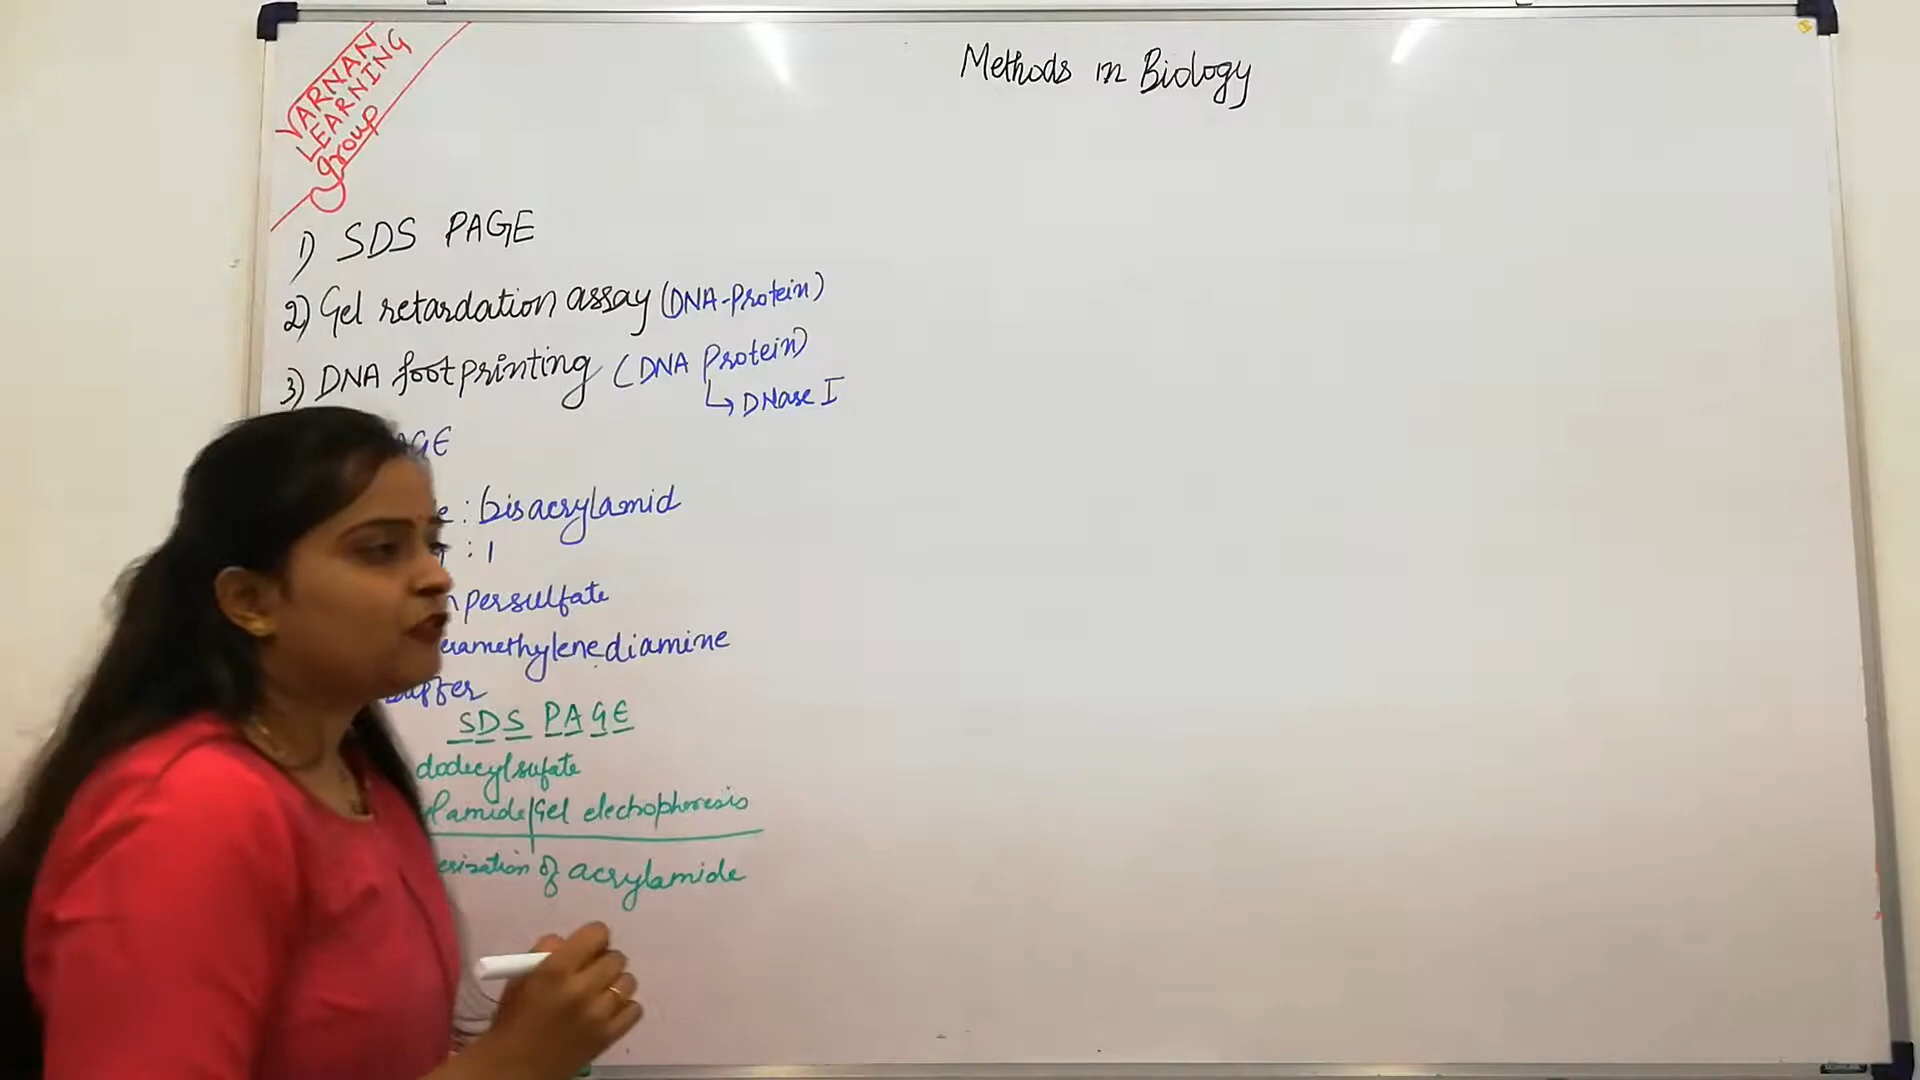 VARNAN
LEARNING
group
Methods in Biology
1) SDS PAGE
2) Gel retardation assay (DNA-Protein)
3) DNA footprinting (DNA Protein)
↳ DNase I
: bisacrylamid
: 1
persulfate
SDS PAGE
dodecylsufate
Gel electrophoresis
of acrylamide